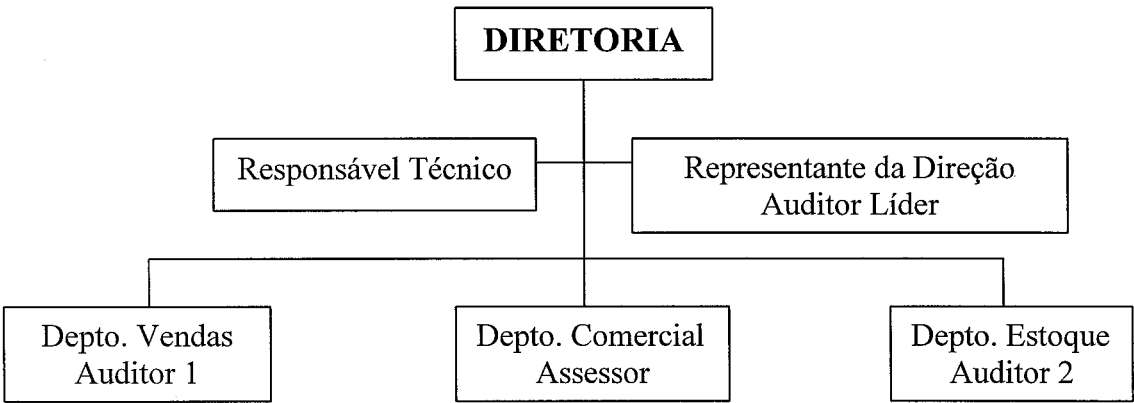 DIRETORIA
Responsável Técnico
Representante da Direção
Auditor Líder
Depto. Vendas
Auditor 1
Depto. Comercial
Assessor
Depto. Estoque
Auditor 2